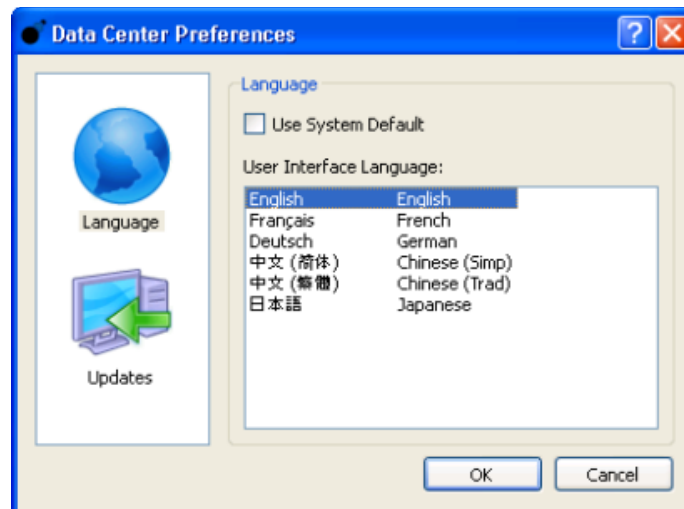 Data Center Preferences
Language
Updates
Language
Use System Default
User Interface Language:
English English
Français French
Deutsch German
中文 (简体) Chinese (Simp)
中文 (繁體) Chinese (Trad)
日本語 Japanese
OK Cancel